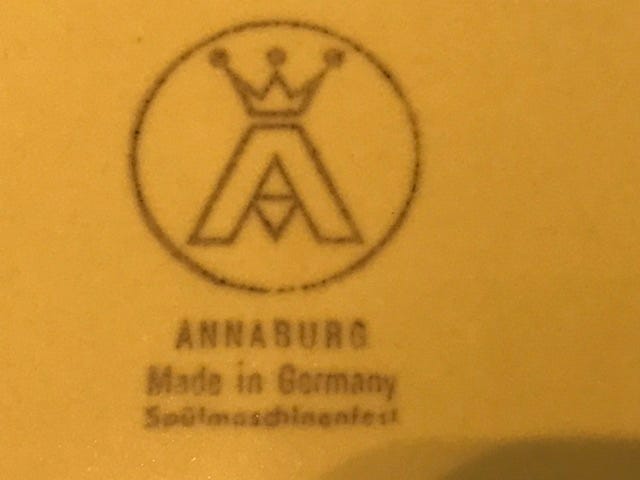 A
ANNABURG
Made in Germany
Spülmaschinenfest